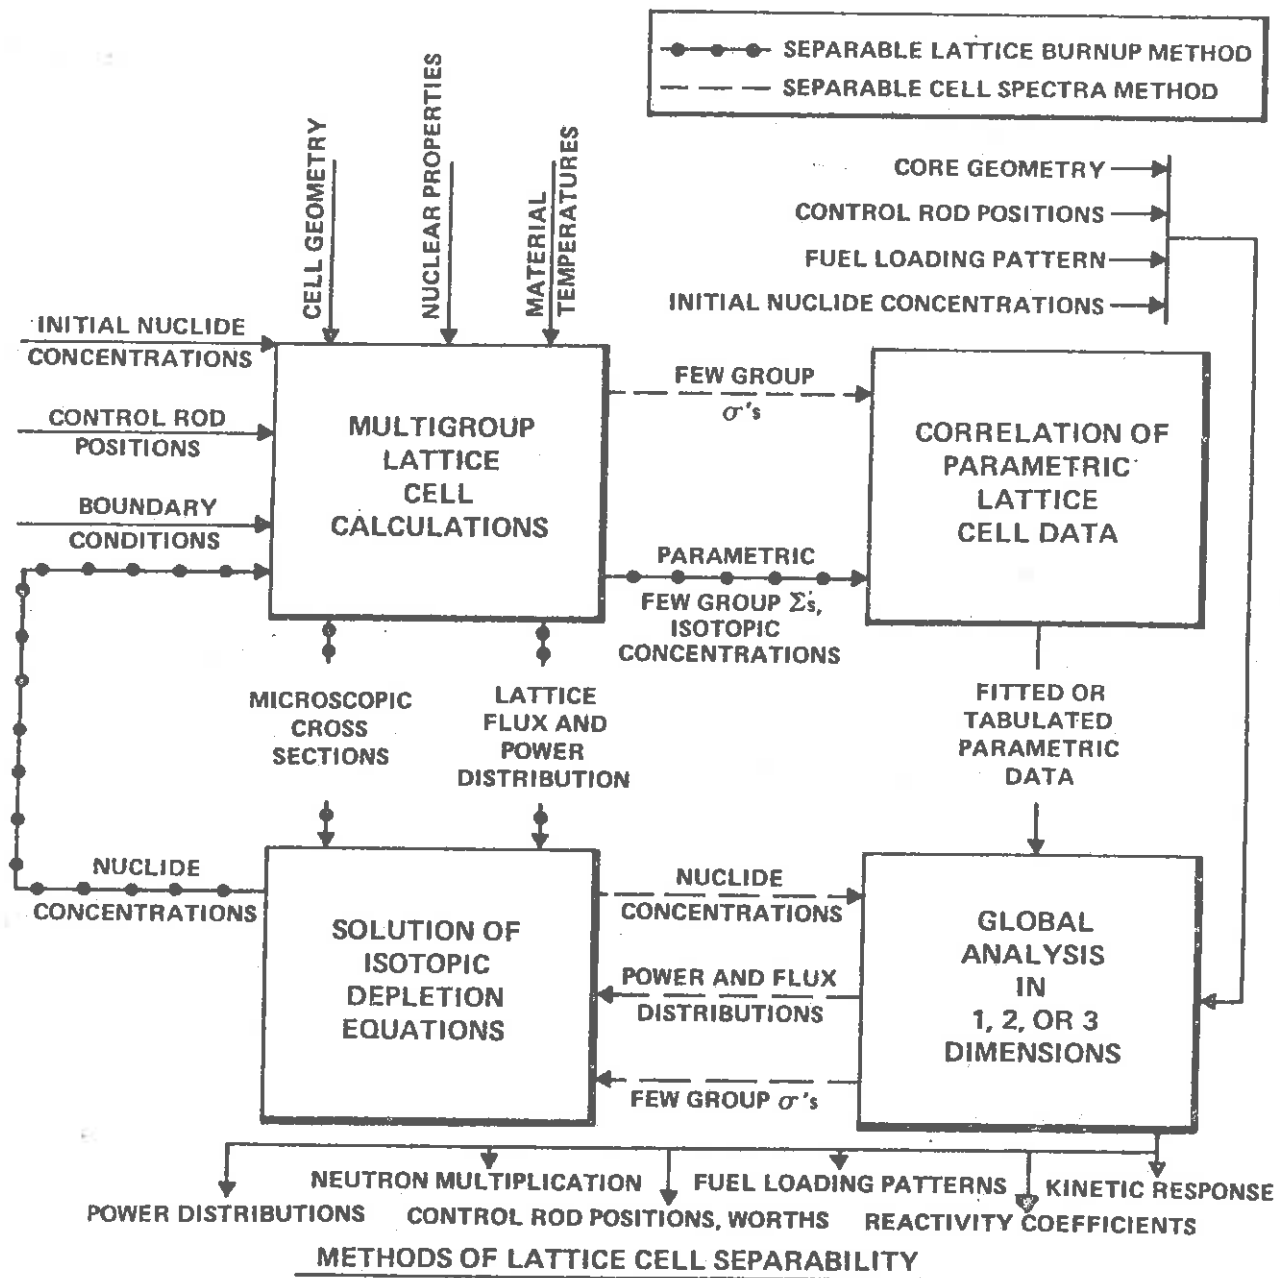 SEPARABLE LATTICE BURNUP METHOD
SEPARABLE CELL SPECTRA METHOD
CELL GEOMETRY
NUCLEAR PROPERTIES
MATERIAL
TEMPERATURES
CORE GEOMETRY
CONTROL ROD POSITIONS
FUEL LOADING PATTERN
INITIAL NUCLIDE CONCENTRATIONS
INITIAL NUCLIDE
CONCENTRATIONS
CONTROL ROD
POSITIONS
BOUNDARY
CONDITIONS
MULTIGROUP
LATTICE
CELL
CALCULATIONS
FEW GROUP
σ's
PARAMETRIC
FEW GROUP Σ's,
ISOTOPIC
CONCENTRATIONS
CORRELATION OF
PARAMETRIC
LATTICE
CELL DATA
MICROSCOPIC
CROSS
SECTIONS
LATTICE
FLUX AND
POWER
DISTRIBUTION
FITTED OR
TABULATED
PARAMETRIC
DATA
NUCLIDE
CONCENTRATIONS
SOLUTION OF
ISOTOPIC
DEPLETION
EQUATIONS
NUCLIDE
CONCENTRATIONS
POWER AND FLUX
DISTRIBUTIONS
FEW GROUP σ's
GLOBAL
ANALYSIS
IN
1, 2, OR 3
DIMENSIONS
NEUTRON MULTIPLICATION
FUEL LOADING PATTERNS
KINETIC RESPONSE
POWER DISTRIBUTIONS
CONTROL ROD POSITIONS, WORTHS
REACTIVITY COEFFICIENTS
METHODS OF LATTICE CELL SEPARABILITY